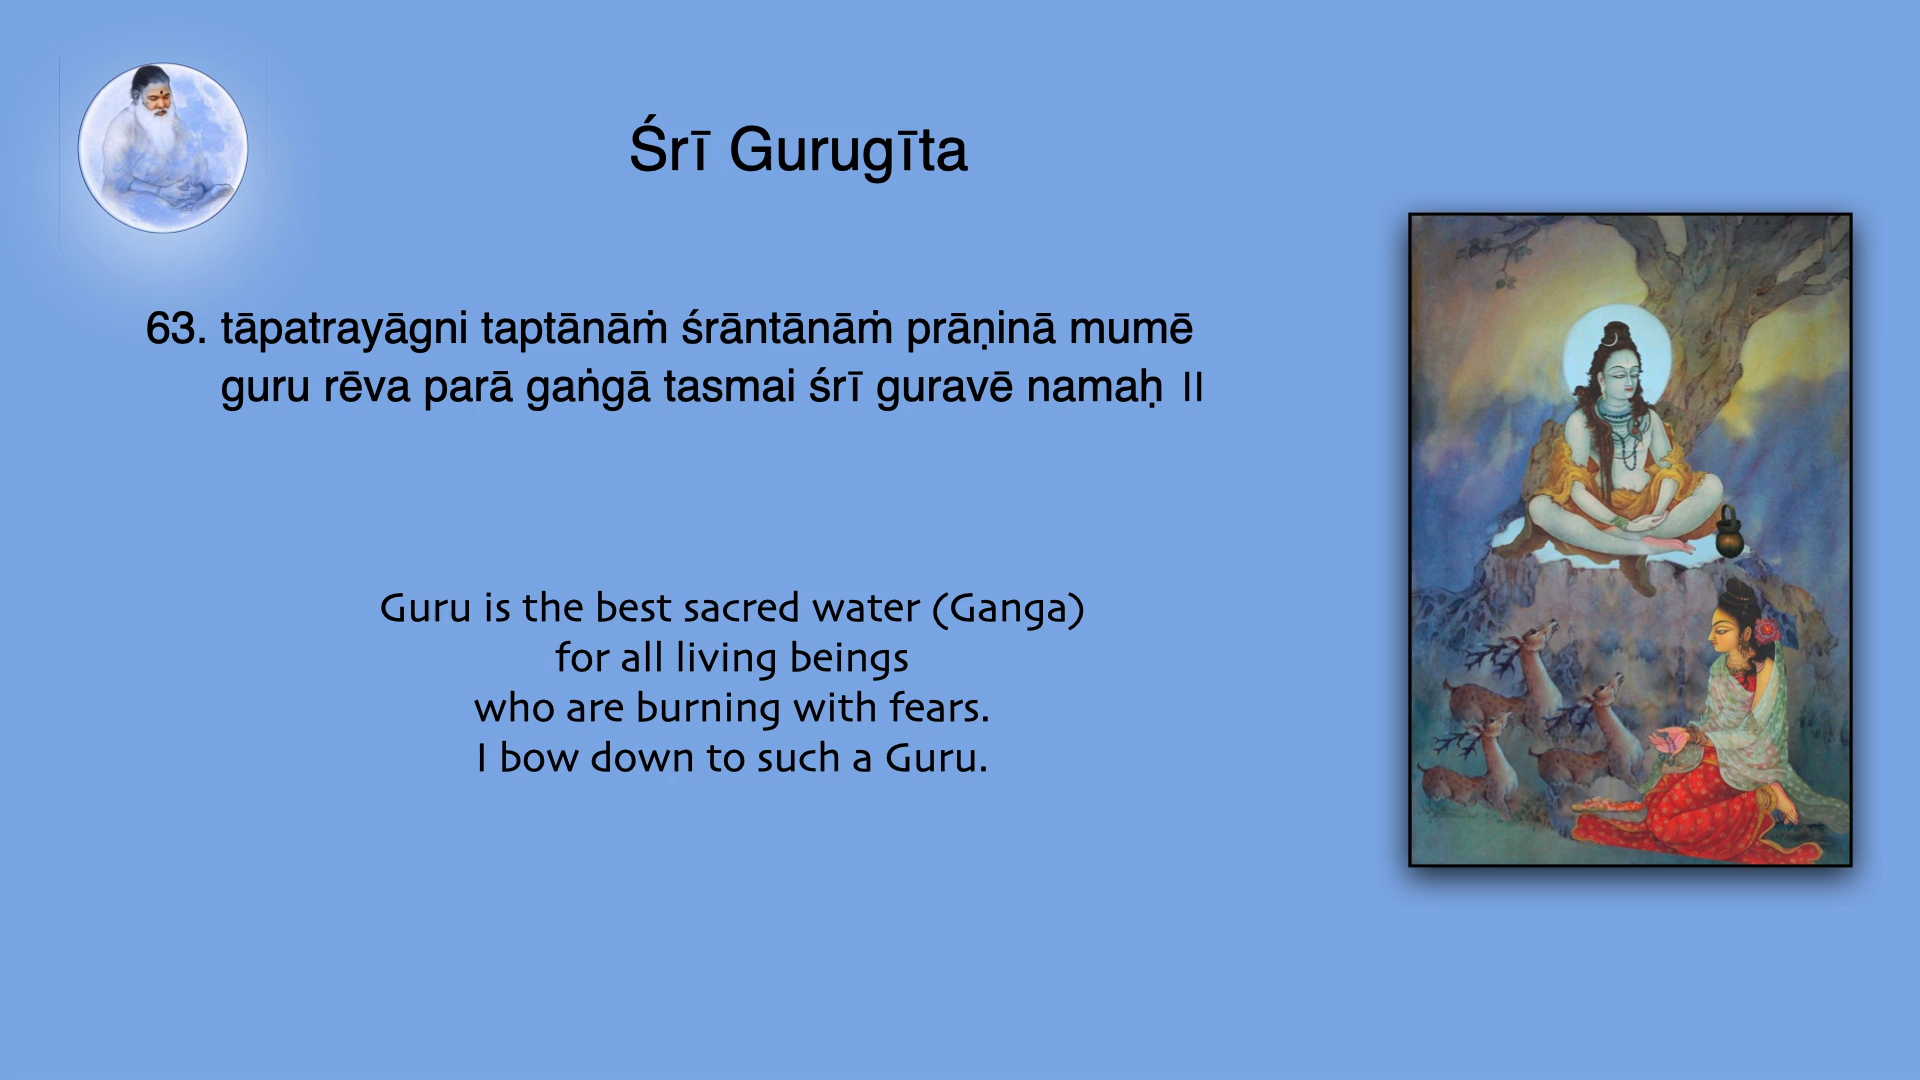 Śrī Gurugīta
63. tāpatrayāgni taptānāṁ śrāntānāṁ prāṇinā mumē
guru rēva parā gaṅgā tasmai śrī guravē namaḥ ||
Guru is the best sacred water (Ganga)
for all living beings
who are burning with fears.
I bow down to such a Guru.